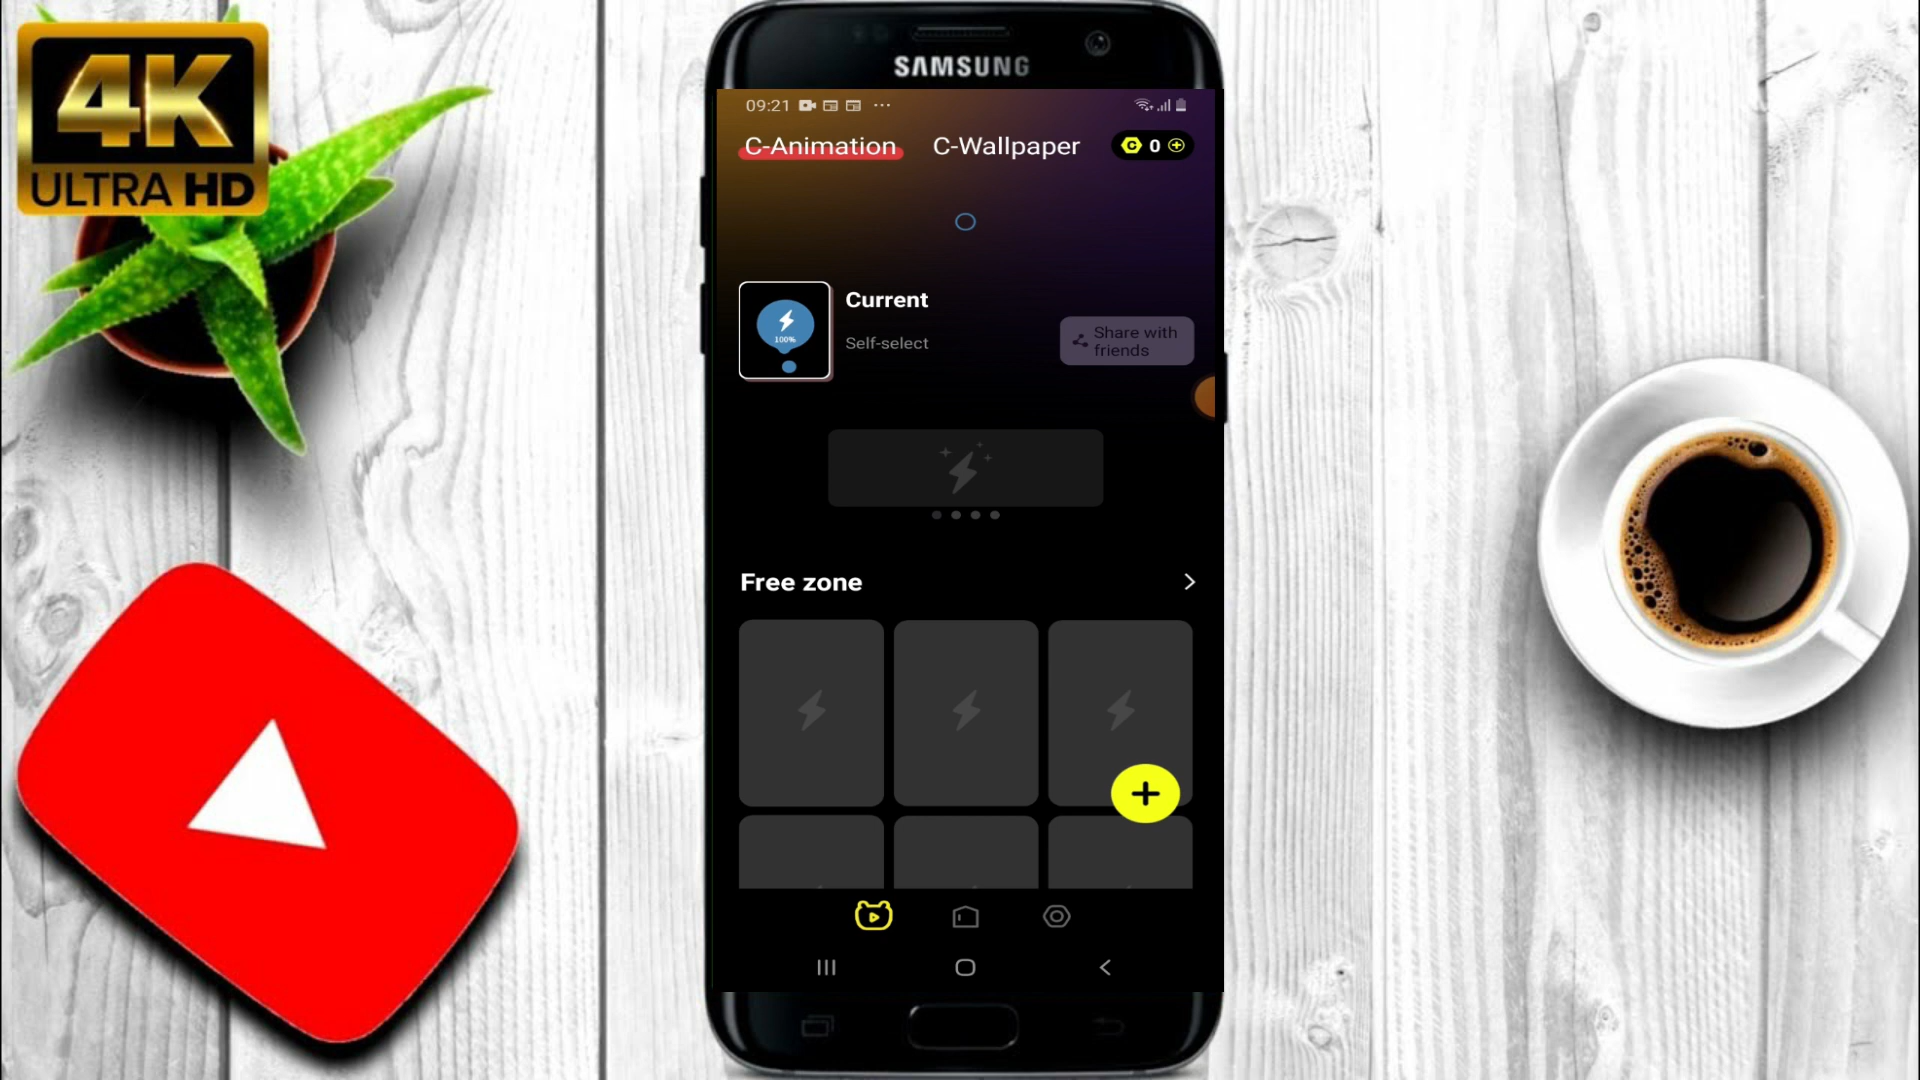 4K
ULTRA HD
SAMSUNG
09:21
C-Animation
C-Wallpaper
C 0
Current
100%
Self-select
Share with
friends
Free zone